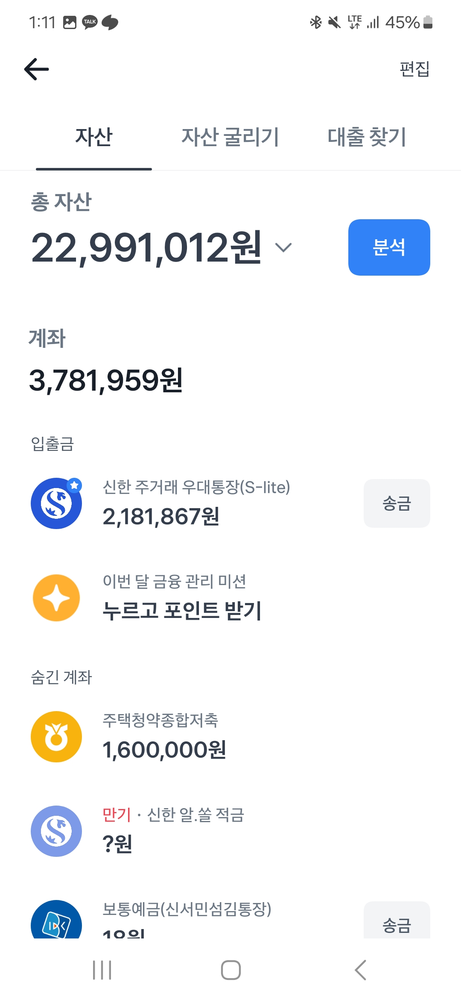 1:11 TALK LTE 45%
편집
자산 자산 굴리기 대출 찾기
총 자산
22,991,012원
분석
계좌
3,781,959원
입출금
신한 주거래 우대통장(S-lite)
2,181,867원
송금
이번 달 금융 관리 미션
누르고 포인트 받기
숨긴 계좌
주택청약종합저축
1,600,000원
만기 · 신한 알.쏠 적금
?원
보통예금(신서민섬김통장)
송금